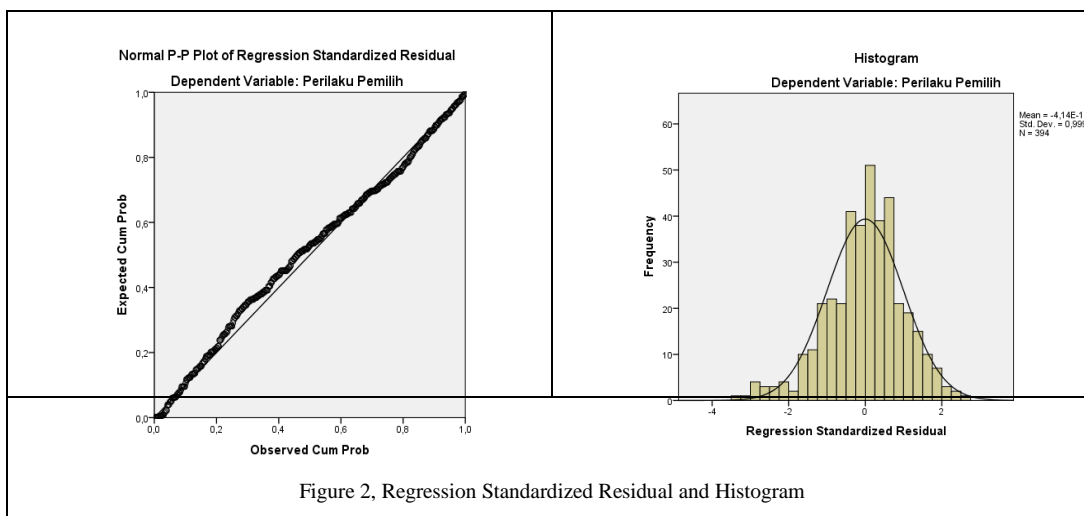 Normal P-P Plot of Regression Standardized Residual
Dependent Variable: Perilaku Pemilih
1,0
0,8
0,6
0,4
0,2
0,0
Expected Cum Prob
0,0 0,2 0,4 0,6 0,8 1,0
Observed Cum Prob
Histogram
Dependent Variable: Perilaku Pemilih
Mean = -4,14E-1
Std. Dev. = 0,999
N = 394
60
50
40
30
20
10
0
Frequency
-4 -2 0 2
Regression Standardized Residual
Figure 2, Regression Standardized Residual and Histogram